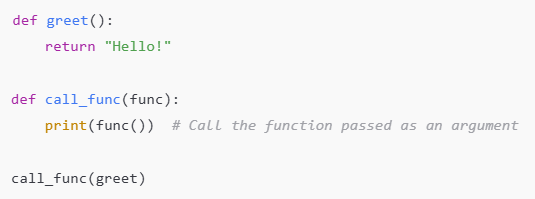 def greet():
    return "Hello!"

def call_func(func):
    print(func())  # Call the function passed as an argument

call_func(greet)